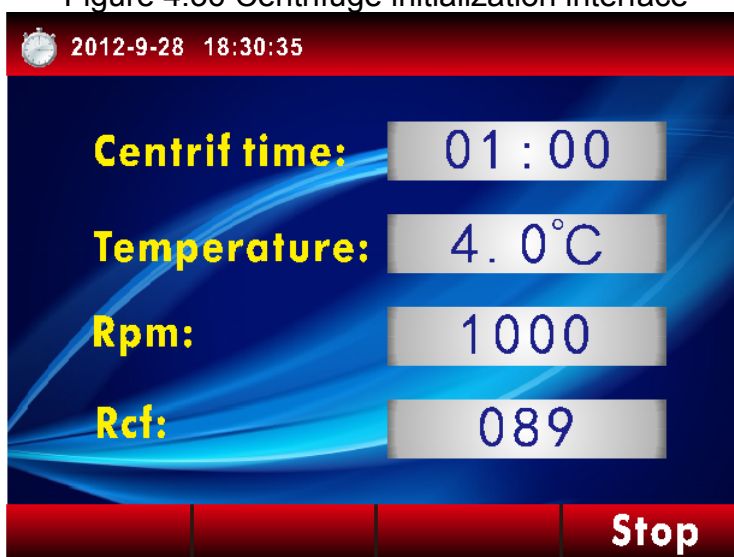 2012-9-28 18:30:35
Centrif time: 01:00
Temperature: 4.0°C
Rpm: 1000
Rcf: 089
Stop